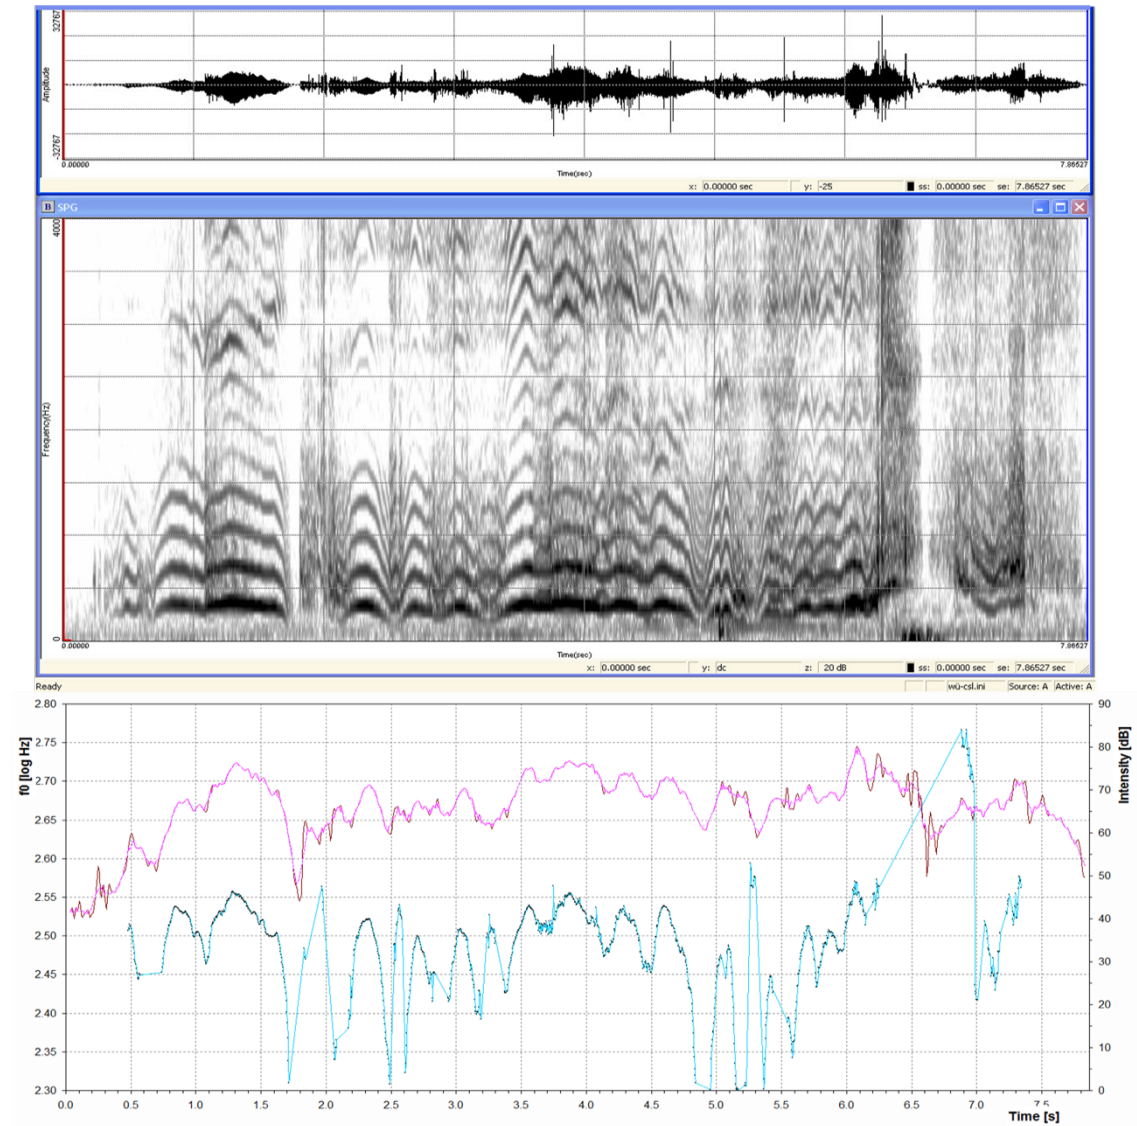 32767
Amplitude
-32767
0.00000
7.86527
Time(sec)
x: 0.00000 sec y: -25 ss: 0.00000 sec se: 7.86527 sec
B SPG
4000
Frequency(Hz)
0
0.00000
7.86527
Time(sec)
x: 0.00000 sec y: dc z: 20 dB ss: 0.00000 sec se: 7.86527 sec
Ready wü-csl.ini Source: A Active: A
2.80 90
2.75 80
2.70 70
2.65 60
2.60 50
2.55 40
2.50 30
2.45 20
2.40 10
2.35 0
2.30
f0 [log Hz]
Intensity [dB]
0.0 0.5 1.0 1.5 2.0 2.5 3.0 3.5 4.0 4.5 5.0 5.5 6.0 6.5 7.0 7.5
Time [s]